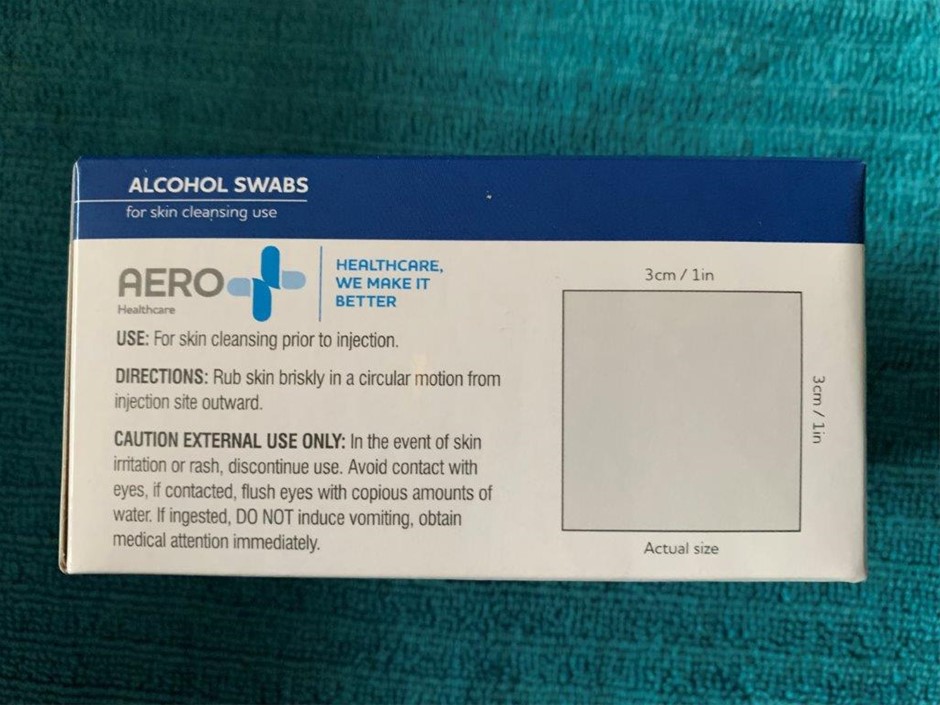 ALCOHOL SWABS
for skin cleansing use
AERO
Healthcare
HEALTHCARE,
WE MAKE IT
BETTER
USE: For skin cleansing prior to injection.
DIRECTIONS: Rub skin briskly in a circular motion from
injection site outward.
CAUTION EXTERNAL USE ONLY: In the event of skin
irritation or rash, discontinue use. Avoid contact with
eyes, if contacted, flush eyes with copious amounts of
water. If ingested, DO NOT induce vomiting, obtain
medical attention immediately.
3cm / 1in
3cm / 1in
Actual size